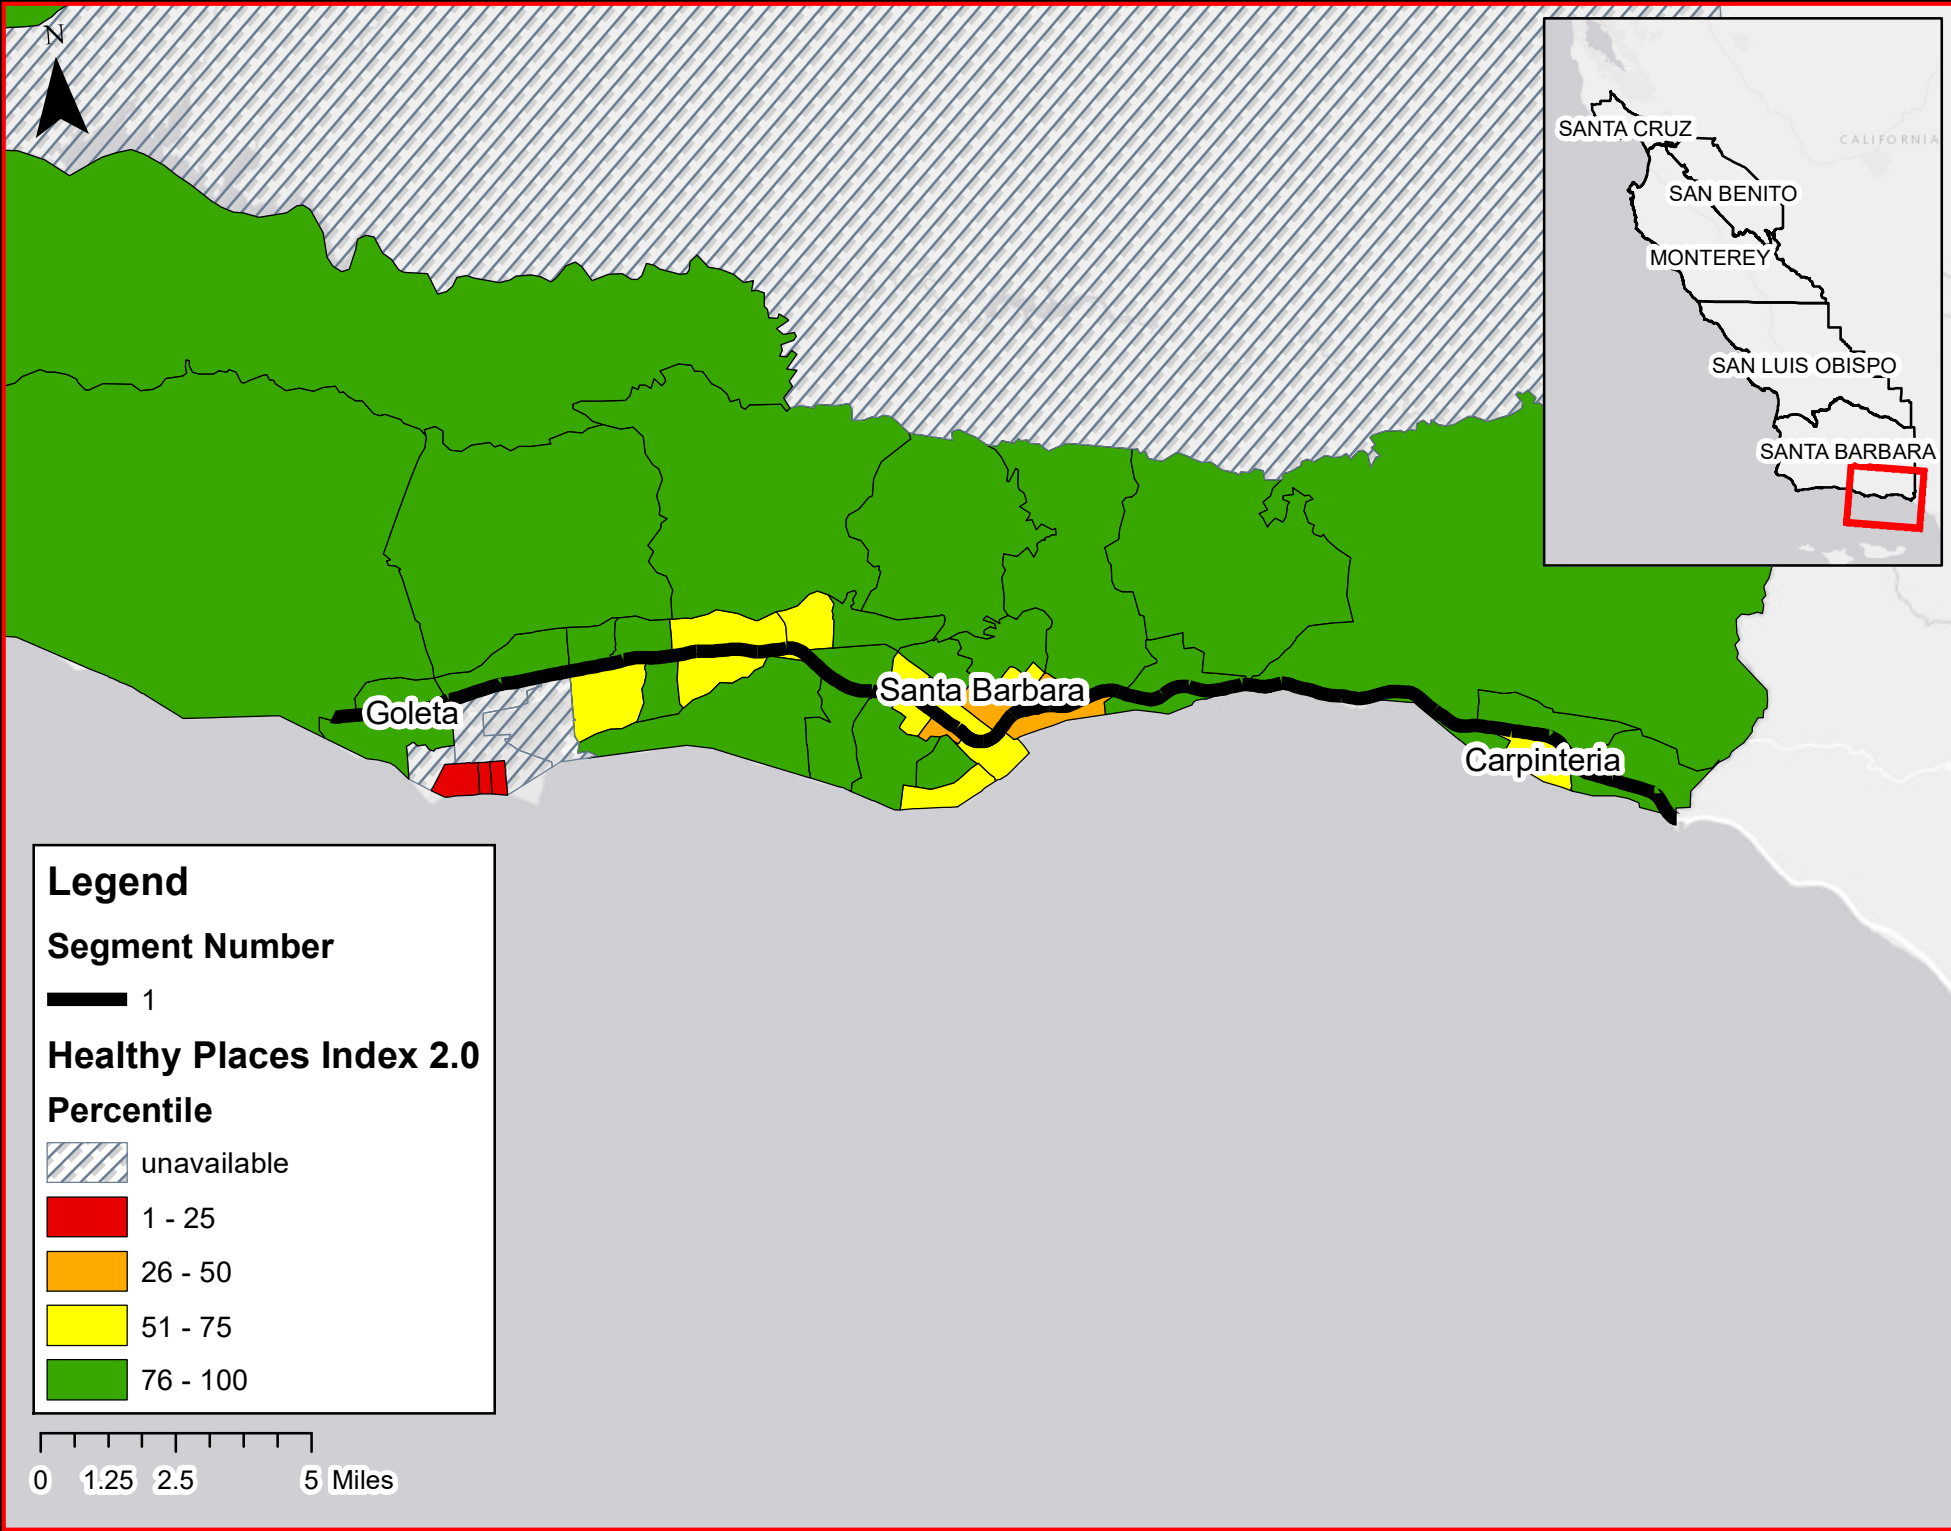 N
SANTA CRUZ
CALIFORNIA
SAN BENITO
MONTEREY
SAN LUIS OBISPO
SANTA BARBARA
Goleta
Santa Barbara
Carpinteria
Legend
Segment Number
1
Healthy Places Index 2.0
Percentile
unavailable
1 - 25
26 - 50
51 - 75
76 - 100
0 1.25 2.5 5 Miles